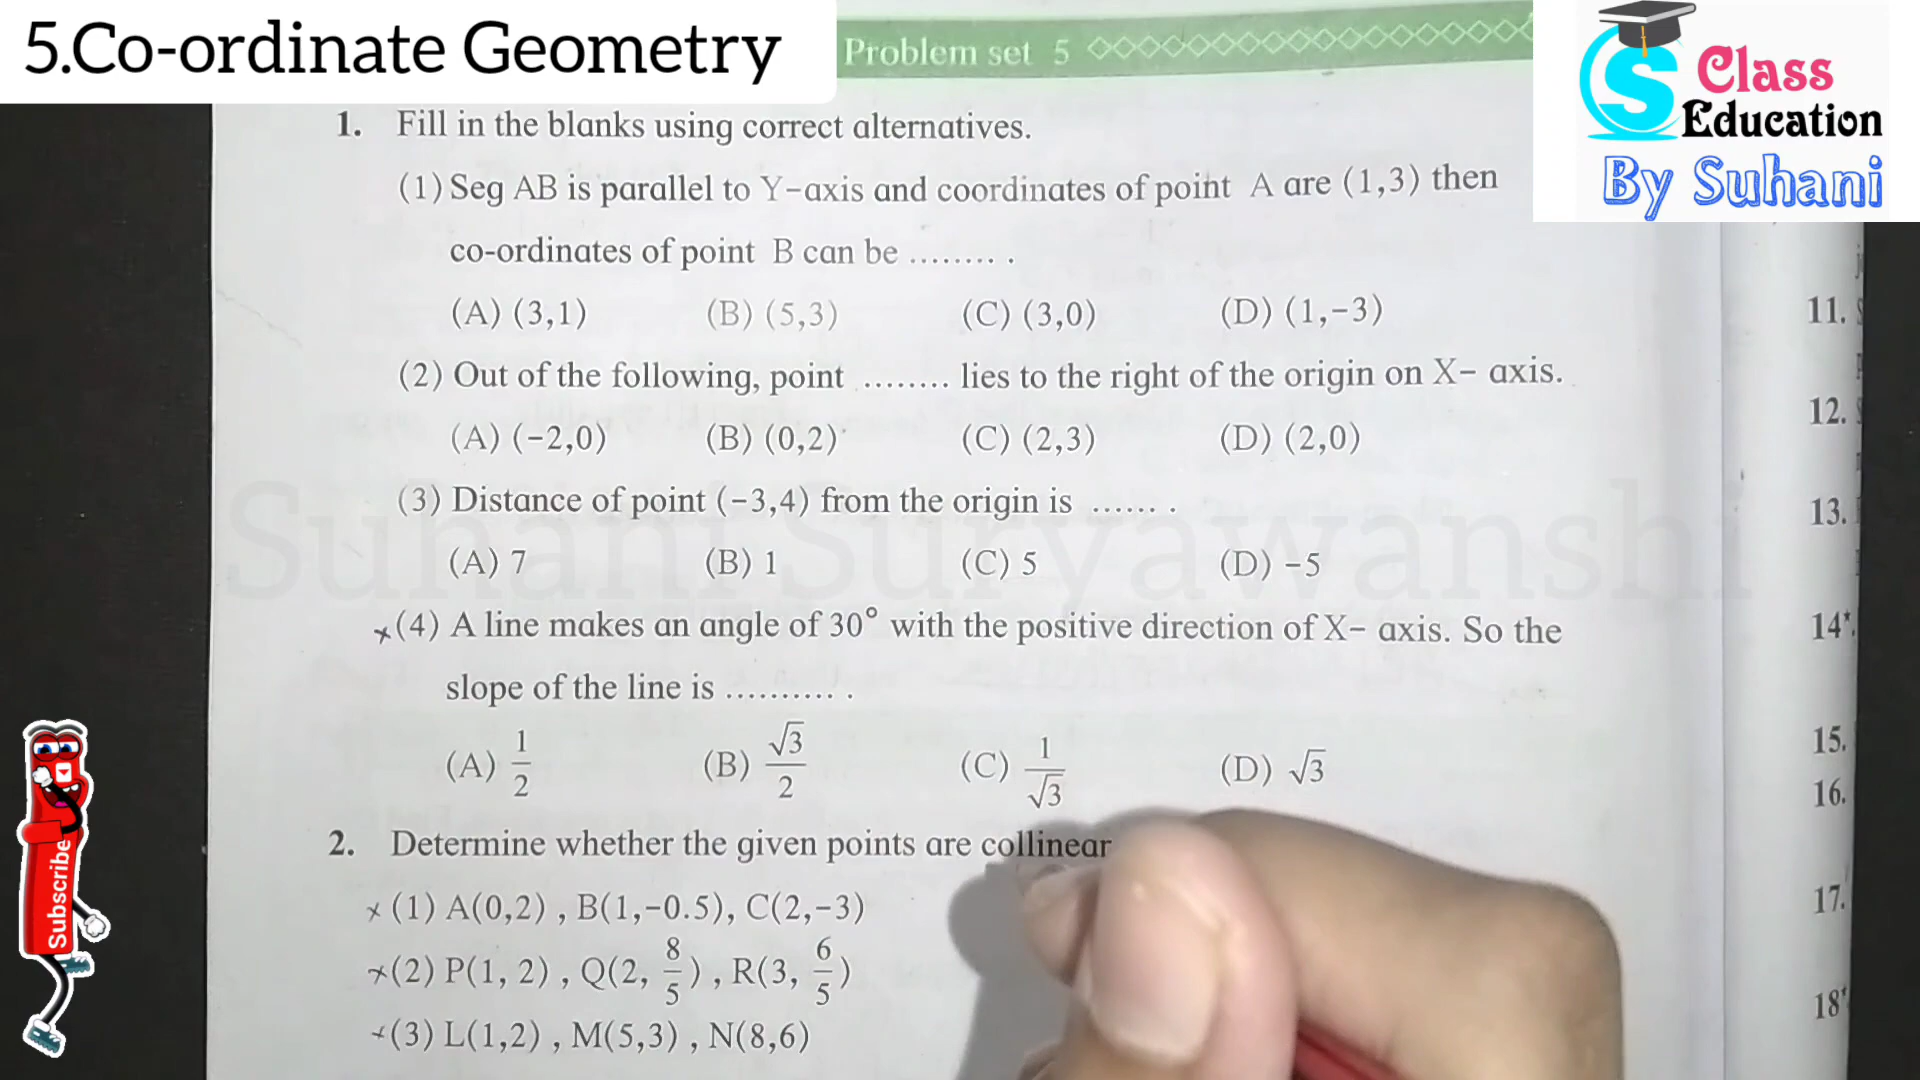 5.Co-ordinate Geometry
Problem set 5
Class
Education
By Suhani
1. Fill in the blanks using correct alternatives.
(1) Seg AB is parallel to Y-axis and coordinates of point A are (1,3) then
co-ordinates of point B can be ........ .
(A) (3,1) (B) (5,3) (C) (3,0) (D) (1,-3)
(2) Out of the following, point ........ lies to the right of the origin on X- axis.
(A) (-2,0) (B) (0,2) (C) (2,3) (D) (2,0)
(3) Distance of point (-3,4) from the origin is ...... .
(A) 7 (B) 1 (C) 5 (D) -5
(4) A line makes an angle of 30° with the positive direction of X- axis. So the
slope of the line is .......... .
(A) 1/2 (B) √3/2 (C) 1/√3 (D) √3
2. Determine whether the given points are collinear
(1) A(0,2) , B(1,-0.5), C(2,-3)
(2) P(1, 2) , Q(2, 8/5) , R(3, 6/5)
(3) L(1,2) , M(5,3) , N(8,6)
11.
12.
13.
14*.
15.
16.
17.
18*
Suhani Suryawanshi
Subscribe